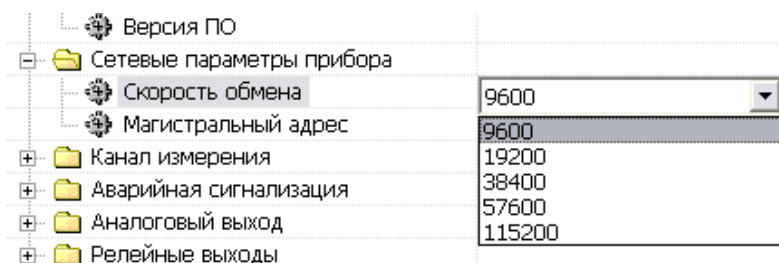 Версия ПО
Сетевые параметры прибора
Скорость обмена 9600
Магистральный адрес 9600
Канал измерения 19200
Аварийная сигнализация 38400
57600
Аналоговый выход 115200
Релейные выходы